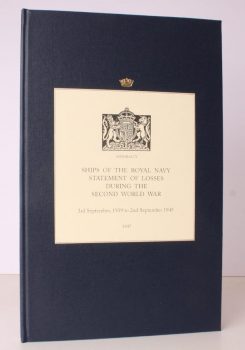 ADMIRALTY
SHIPS OF THE ROYAL NAVY
STATEMENT OF LOSSES
DURING THE
SECOND WORLD WAR
3rd September 1939 to 2nd September 1945
1947